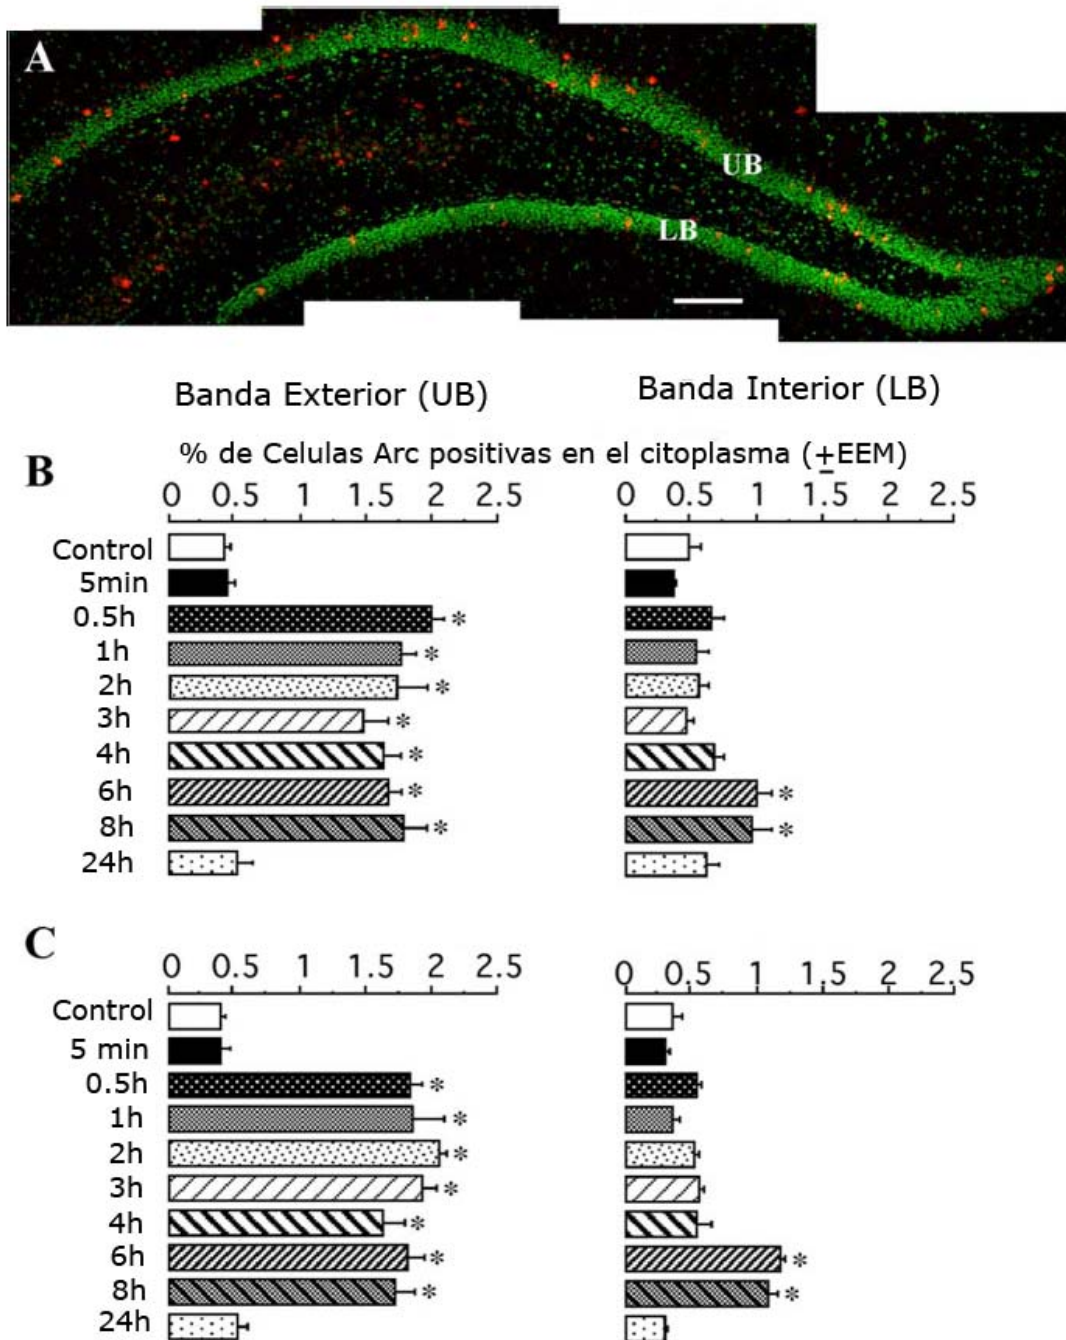 A
UB
LB
Banda Exterior (UB)
Banda Interior (LB)
B
% de Celulas Arc positivas en el citoplasma (±EEM)
0 0.5 1 1.5 2 2.5
0 0.5 1 1.5 2 2.5
Control
5min
0.5h *
1h *
2h *
3h *
4h *
6h * *
8h * *
24h
C
0 0.5 1 1.5 2 2.5
0 0.5 1 1.5 2 2.5
Control
5 min
0.5h *
1h *
2h *
3h *
4h *
6h * *
8h * *
24h